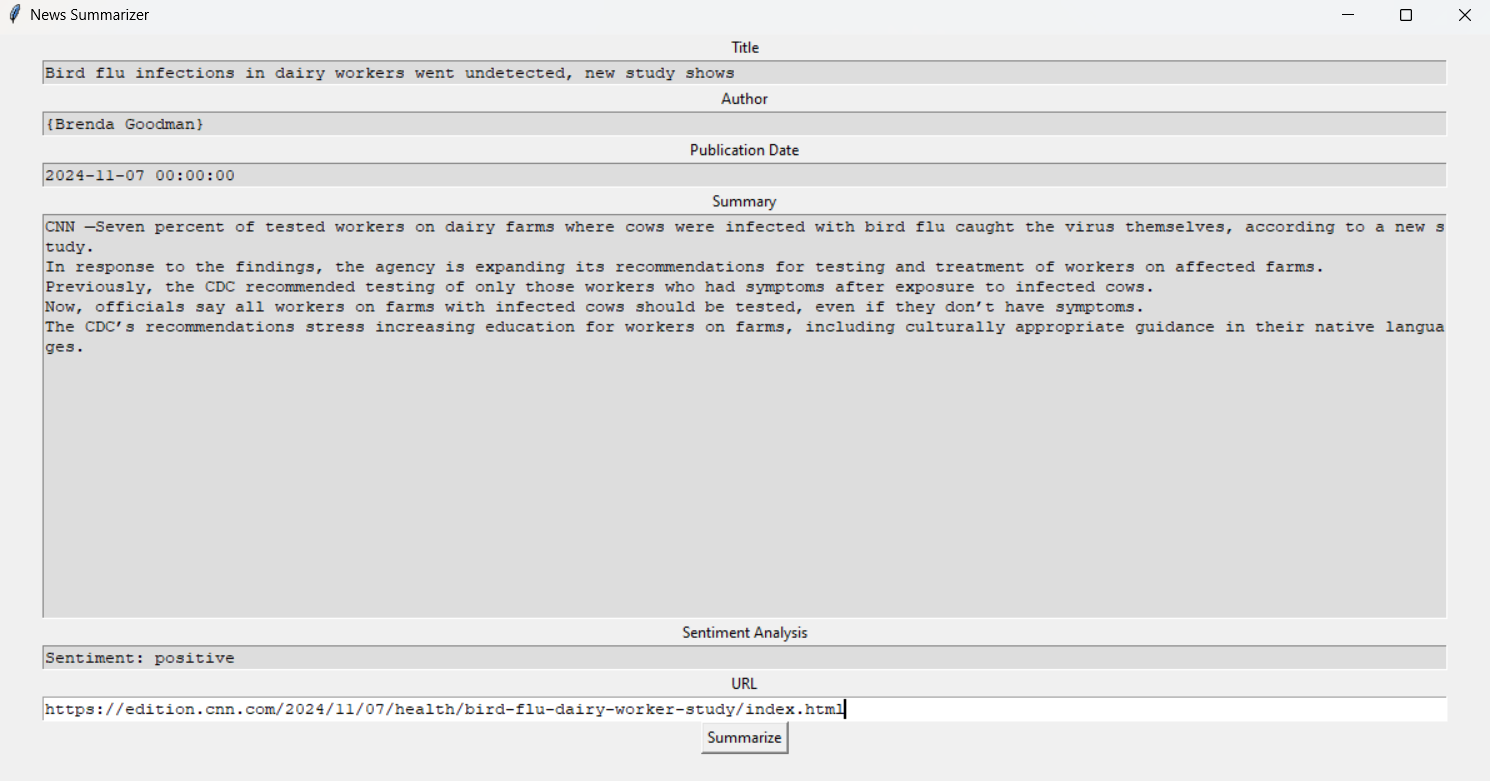 News Summarizer
Title
Bird flu infections in dairy workers went undetected, new study shows
Author
{Brenda Goodman}
Publication Date
2024-11-07 00:00:00
Summary
CNN —Seven percent of tested workers on dairy farms where cows were infected with bird flu caught the virus themselves, according to a new s
tudy.
In response to the findings, the agency is expanding its recommendations for testing and treatment of workers on affected farms.
Previously, the CDC recommended testing of only those workers who had symptoms after exposure to infected cows.
Now, officials say all workers on farms with infected cows should be tested, even if they don’t have symptoms.
The CDC’s recommendations stress increasing education for workers on farms, including culturally appropriate guidance in their native langua
ges.
Sentiment Analysis
Sentiment: positive
URL
https://edition.cnn.com/2024/11/07/health/bird-flu-dairy-worker-study/index.html
Summarize